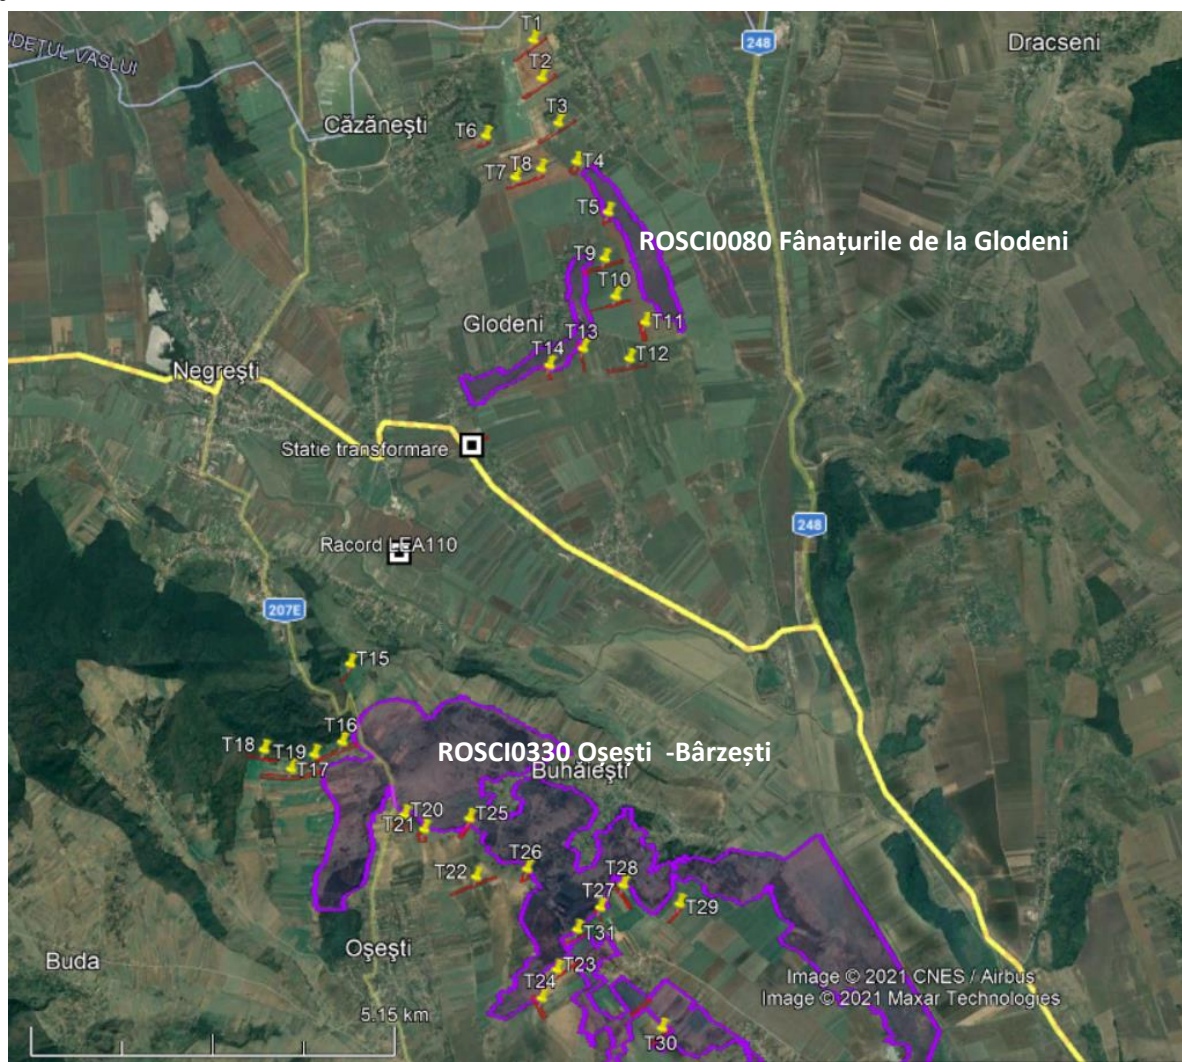 T1
248
Dracseni
JDEȚUL VASLUI
T2
T3
Căzănești
T6
T7
T8
T4
T5
ROSCI0080 Fânațurile de la Glodeni
T9
T10
Glodeni
T13
T11
T14
T12
Negrești
Statie transformare
248
Racord LEA110
207E
T15
T16
T18
T19
T17
ROSCI0330 Oșești -Bârzești
Buhăiești
T20
T21
T25
T22
T26
T28
T27
T29
T31
Oșești
Buda
T23
T24
Image © 2021 CNES / Airbus
Image © 2021 Maxar Technologies
5.15 km
T30